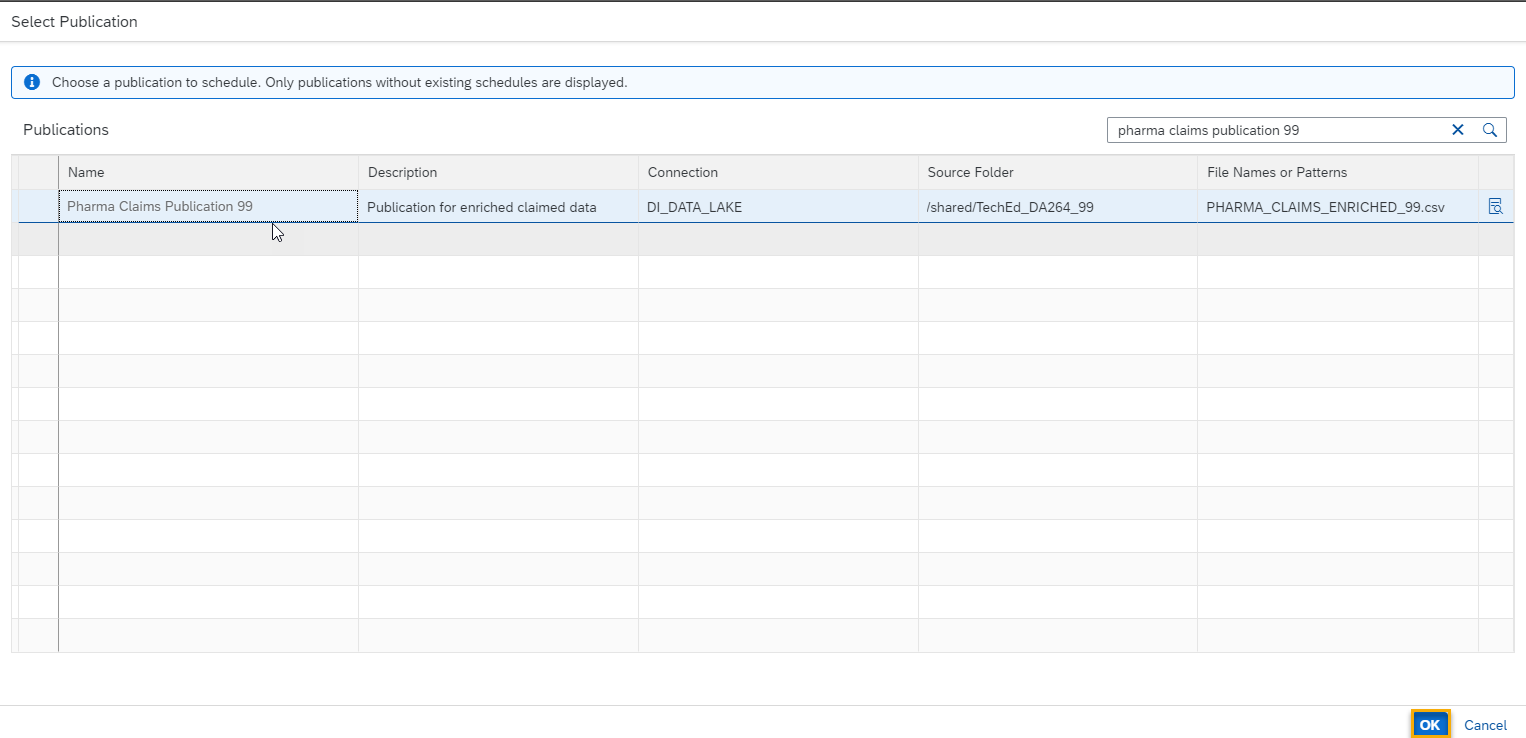 Select Publication
Choose a publication to schedule. Only publications without existing schedules are displayed.
Publications
pharma claims publication 99
Name Description Connection Source Folder File Names or Patterns
Pharma Claims Publication 99 Publication for enriched claimed data DI_DATA_LAKE /shared/TechEd_DA264_99 PHARMA_CLAIMS_ENRICHED_99.csv
OK Cancel